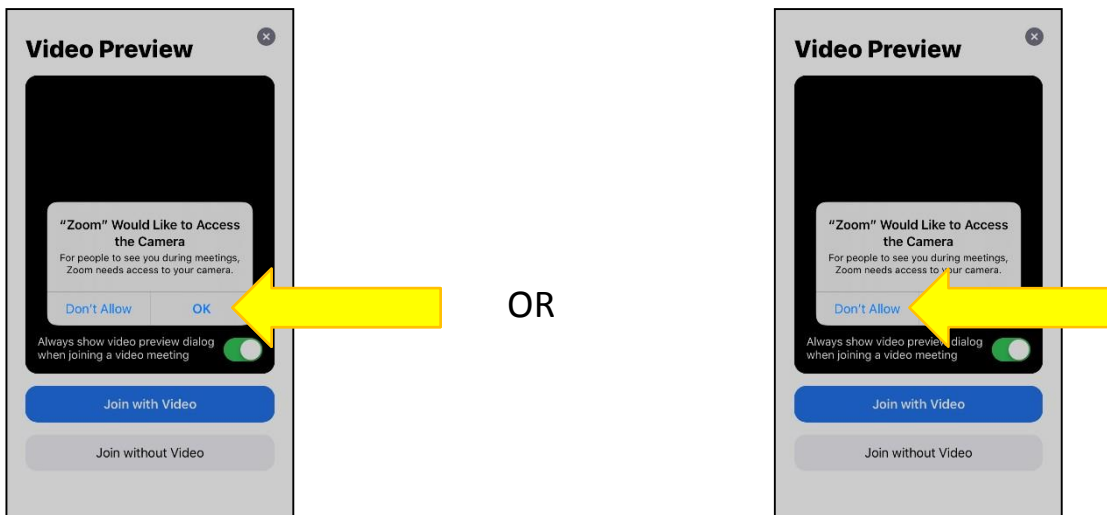 Video Preview
"Zoom" Would Like to Access
the Camera
For people to see you during meetings,
Zoom needs access to your camera.
Don't Allow
OK
Always show video preview dialog
when joining a video meeting
Join with Video
Join without Video
OR
Video Preview
"Zoom" Would Like to Access
the Camera
For people to see you during meetings,
Zoom needs access to your camera.
Don't Allow
Always show video preview dialog
when joining a video meeting
Join with Video
Join without Video